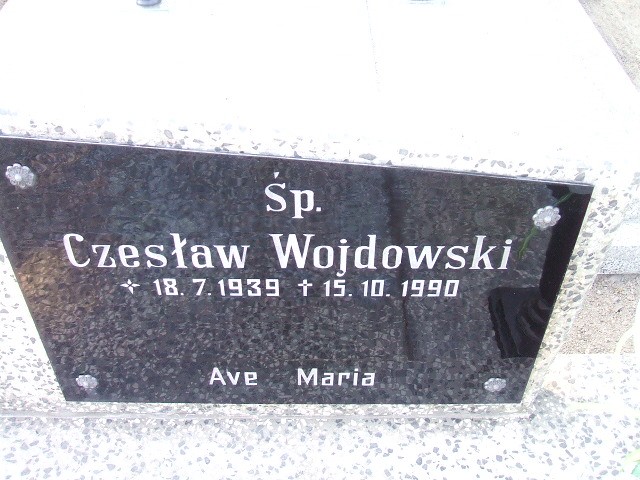 Śp.
Czesław Wojdowski
* 18.7.1939 † 15.10.1990
Ave Maria